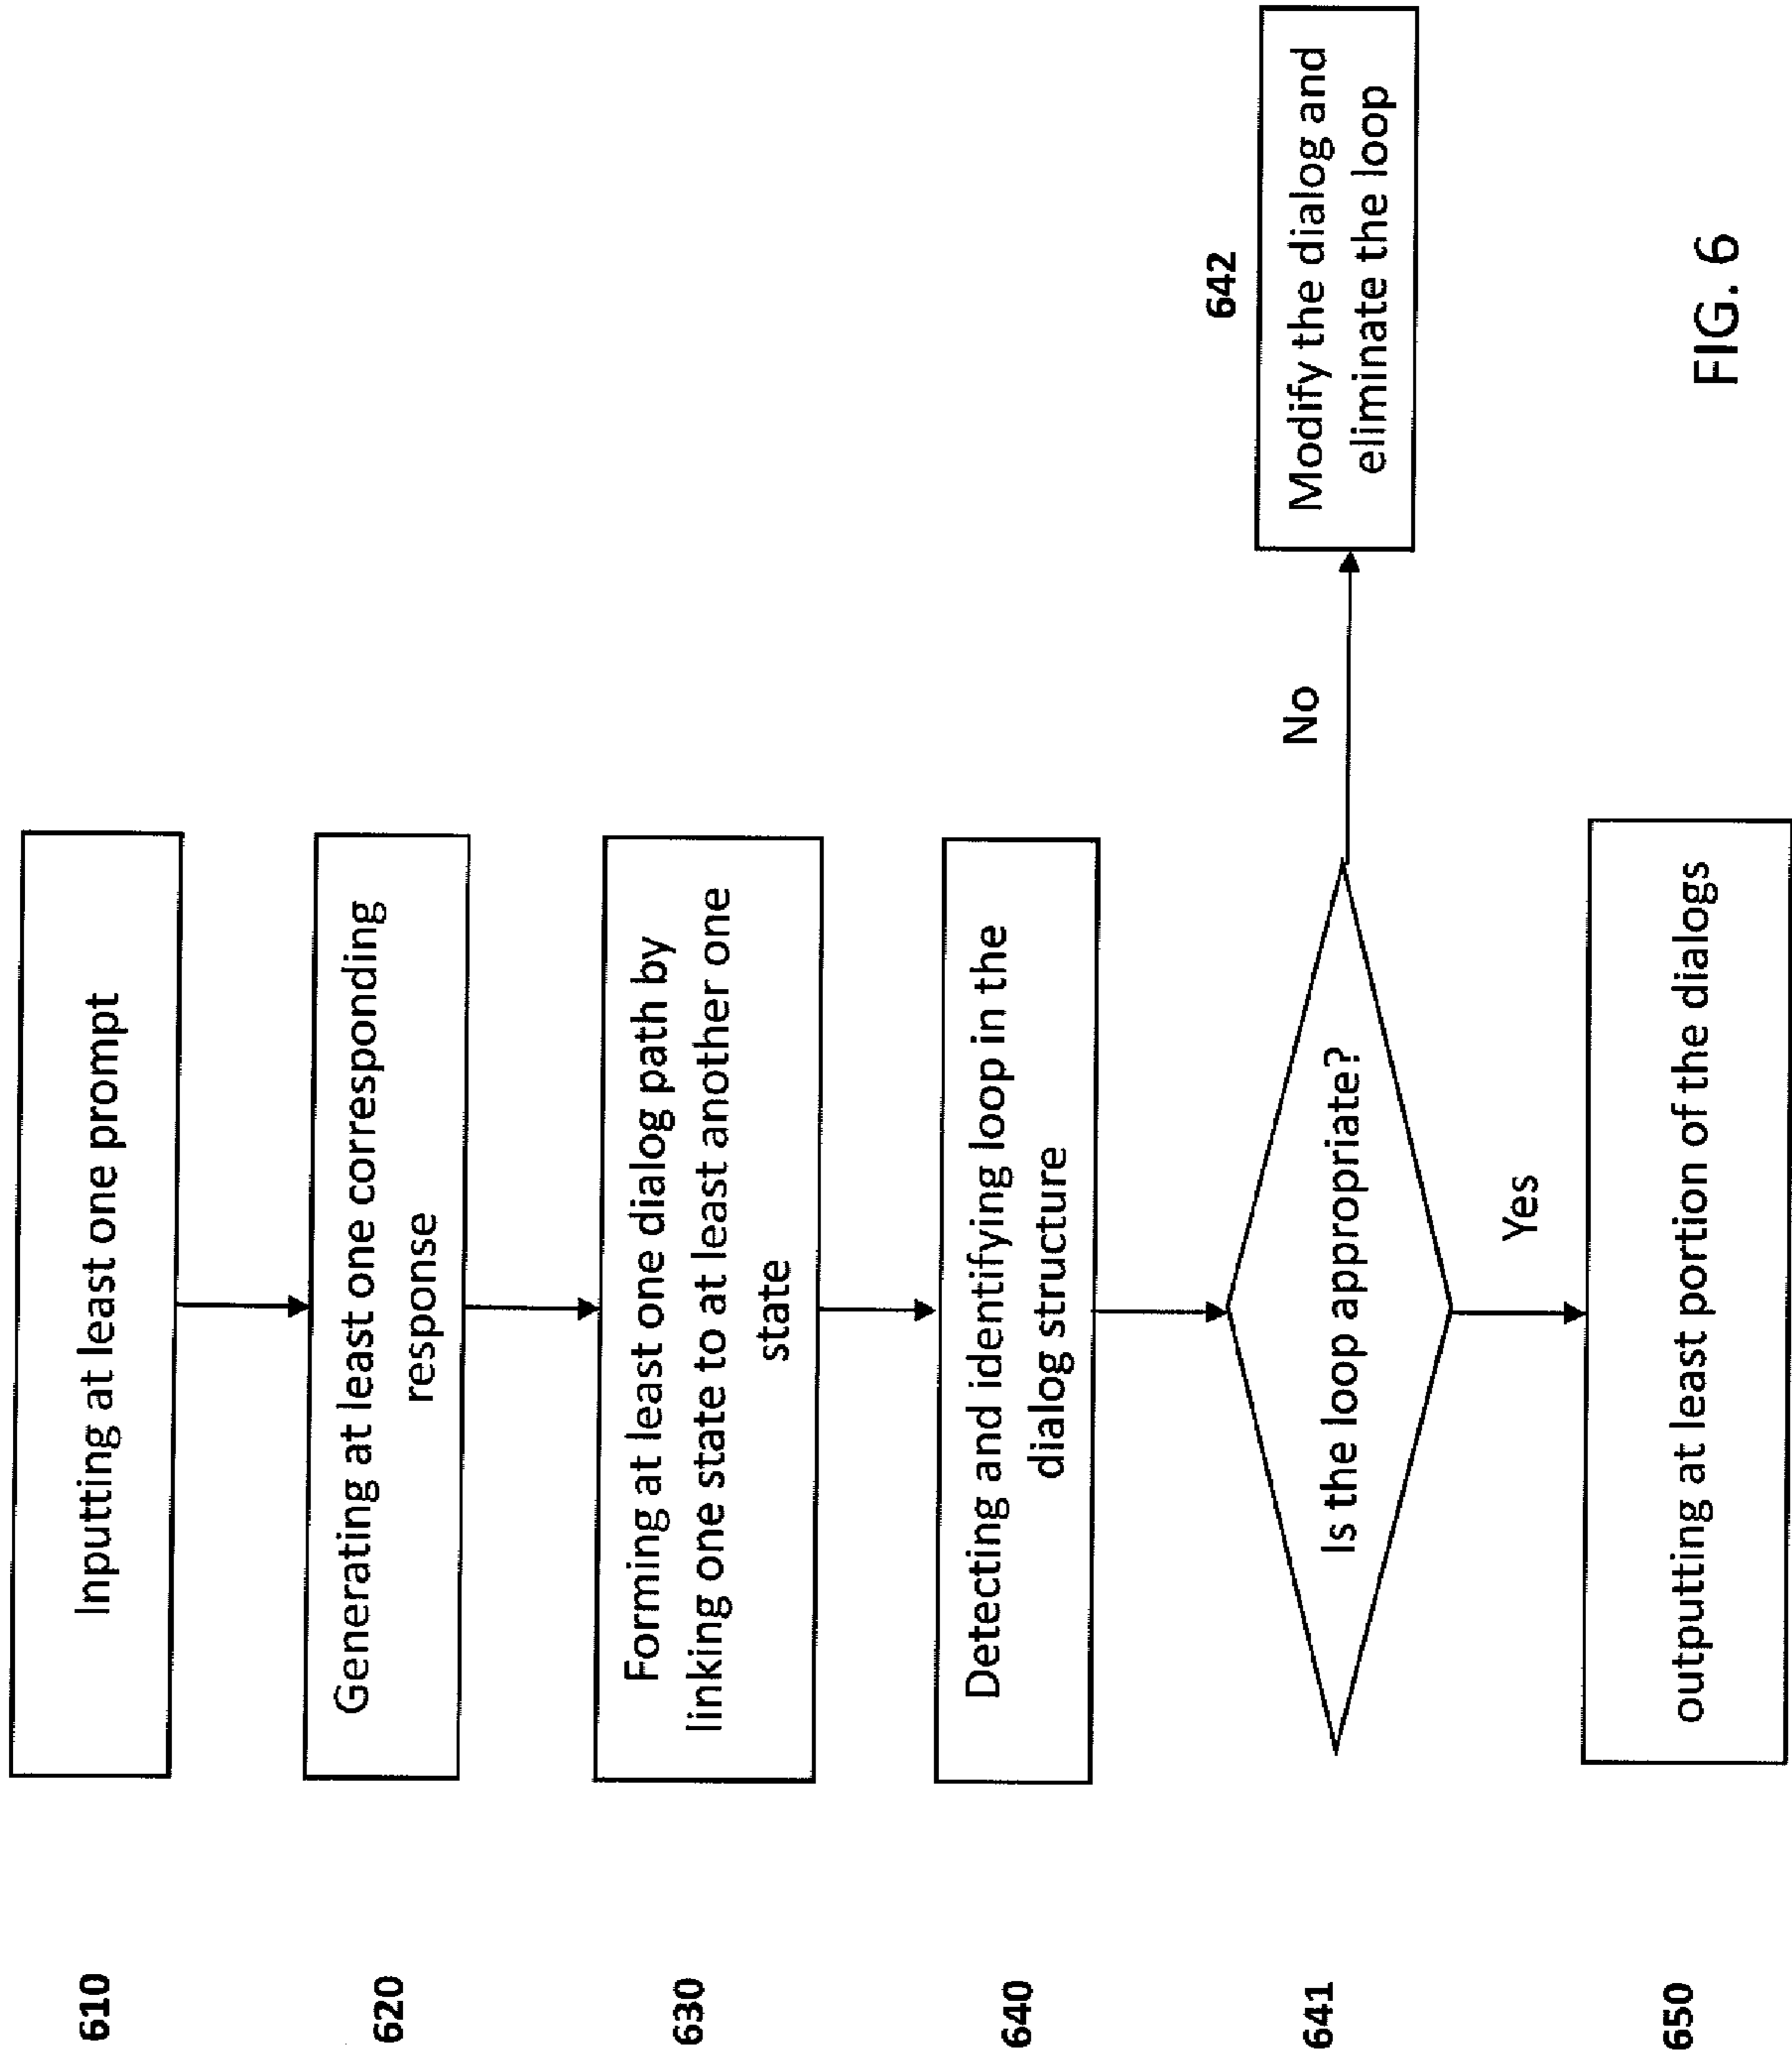 610
Inputting at least one prompt
620
Generating at least one corresponding
response
630
Forming at least one dialog path by
linking one state to at least another one
state
640
Detecting and identifying loop in the
dialog structure
641
Is the loop appropriate?
No
642
Modify the dialog and
eliminate the loop
Yes
650
outputting at least portion of the dialogs
FIG. 6